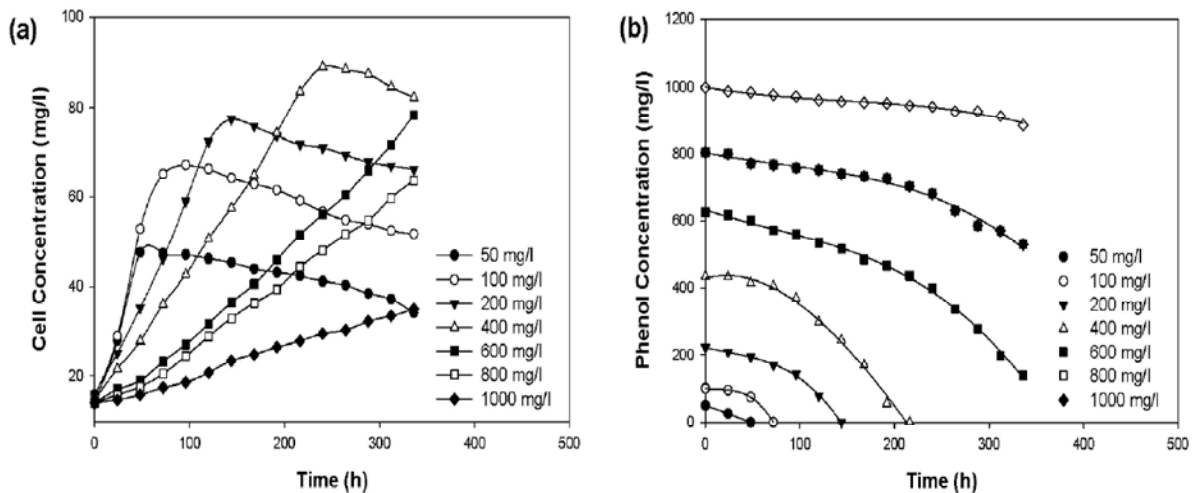 (a)
Cell Concentration (mg/l)
100
80
60
40
20
0
100
200
300
400
500
Time (h)
50 mg/l
100 mg/l
200 mg/l
400 mg/l
600 mg/l
800 mg/l
1000 mg/l
(b)
Phenol Concentration (mg/l)
1200
1000
800
600
400
200
0
0
100
200
300
400
500
Time (h)
50 mg/l
100 mg/l
200 mg/l
400 mg/l
600 mg/l
800 mg/l
1000 mg/l